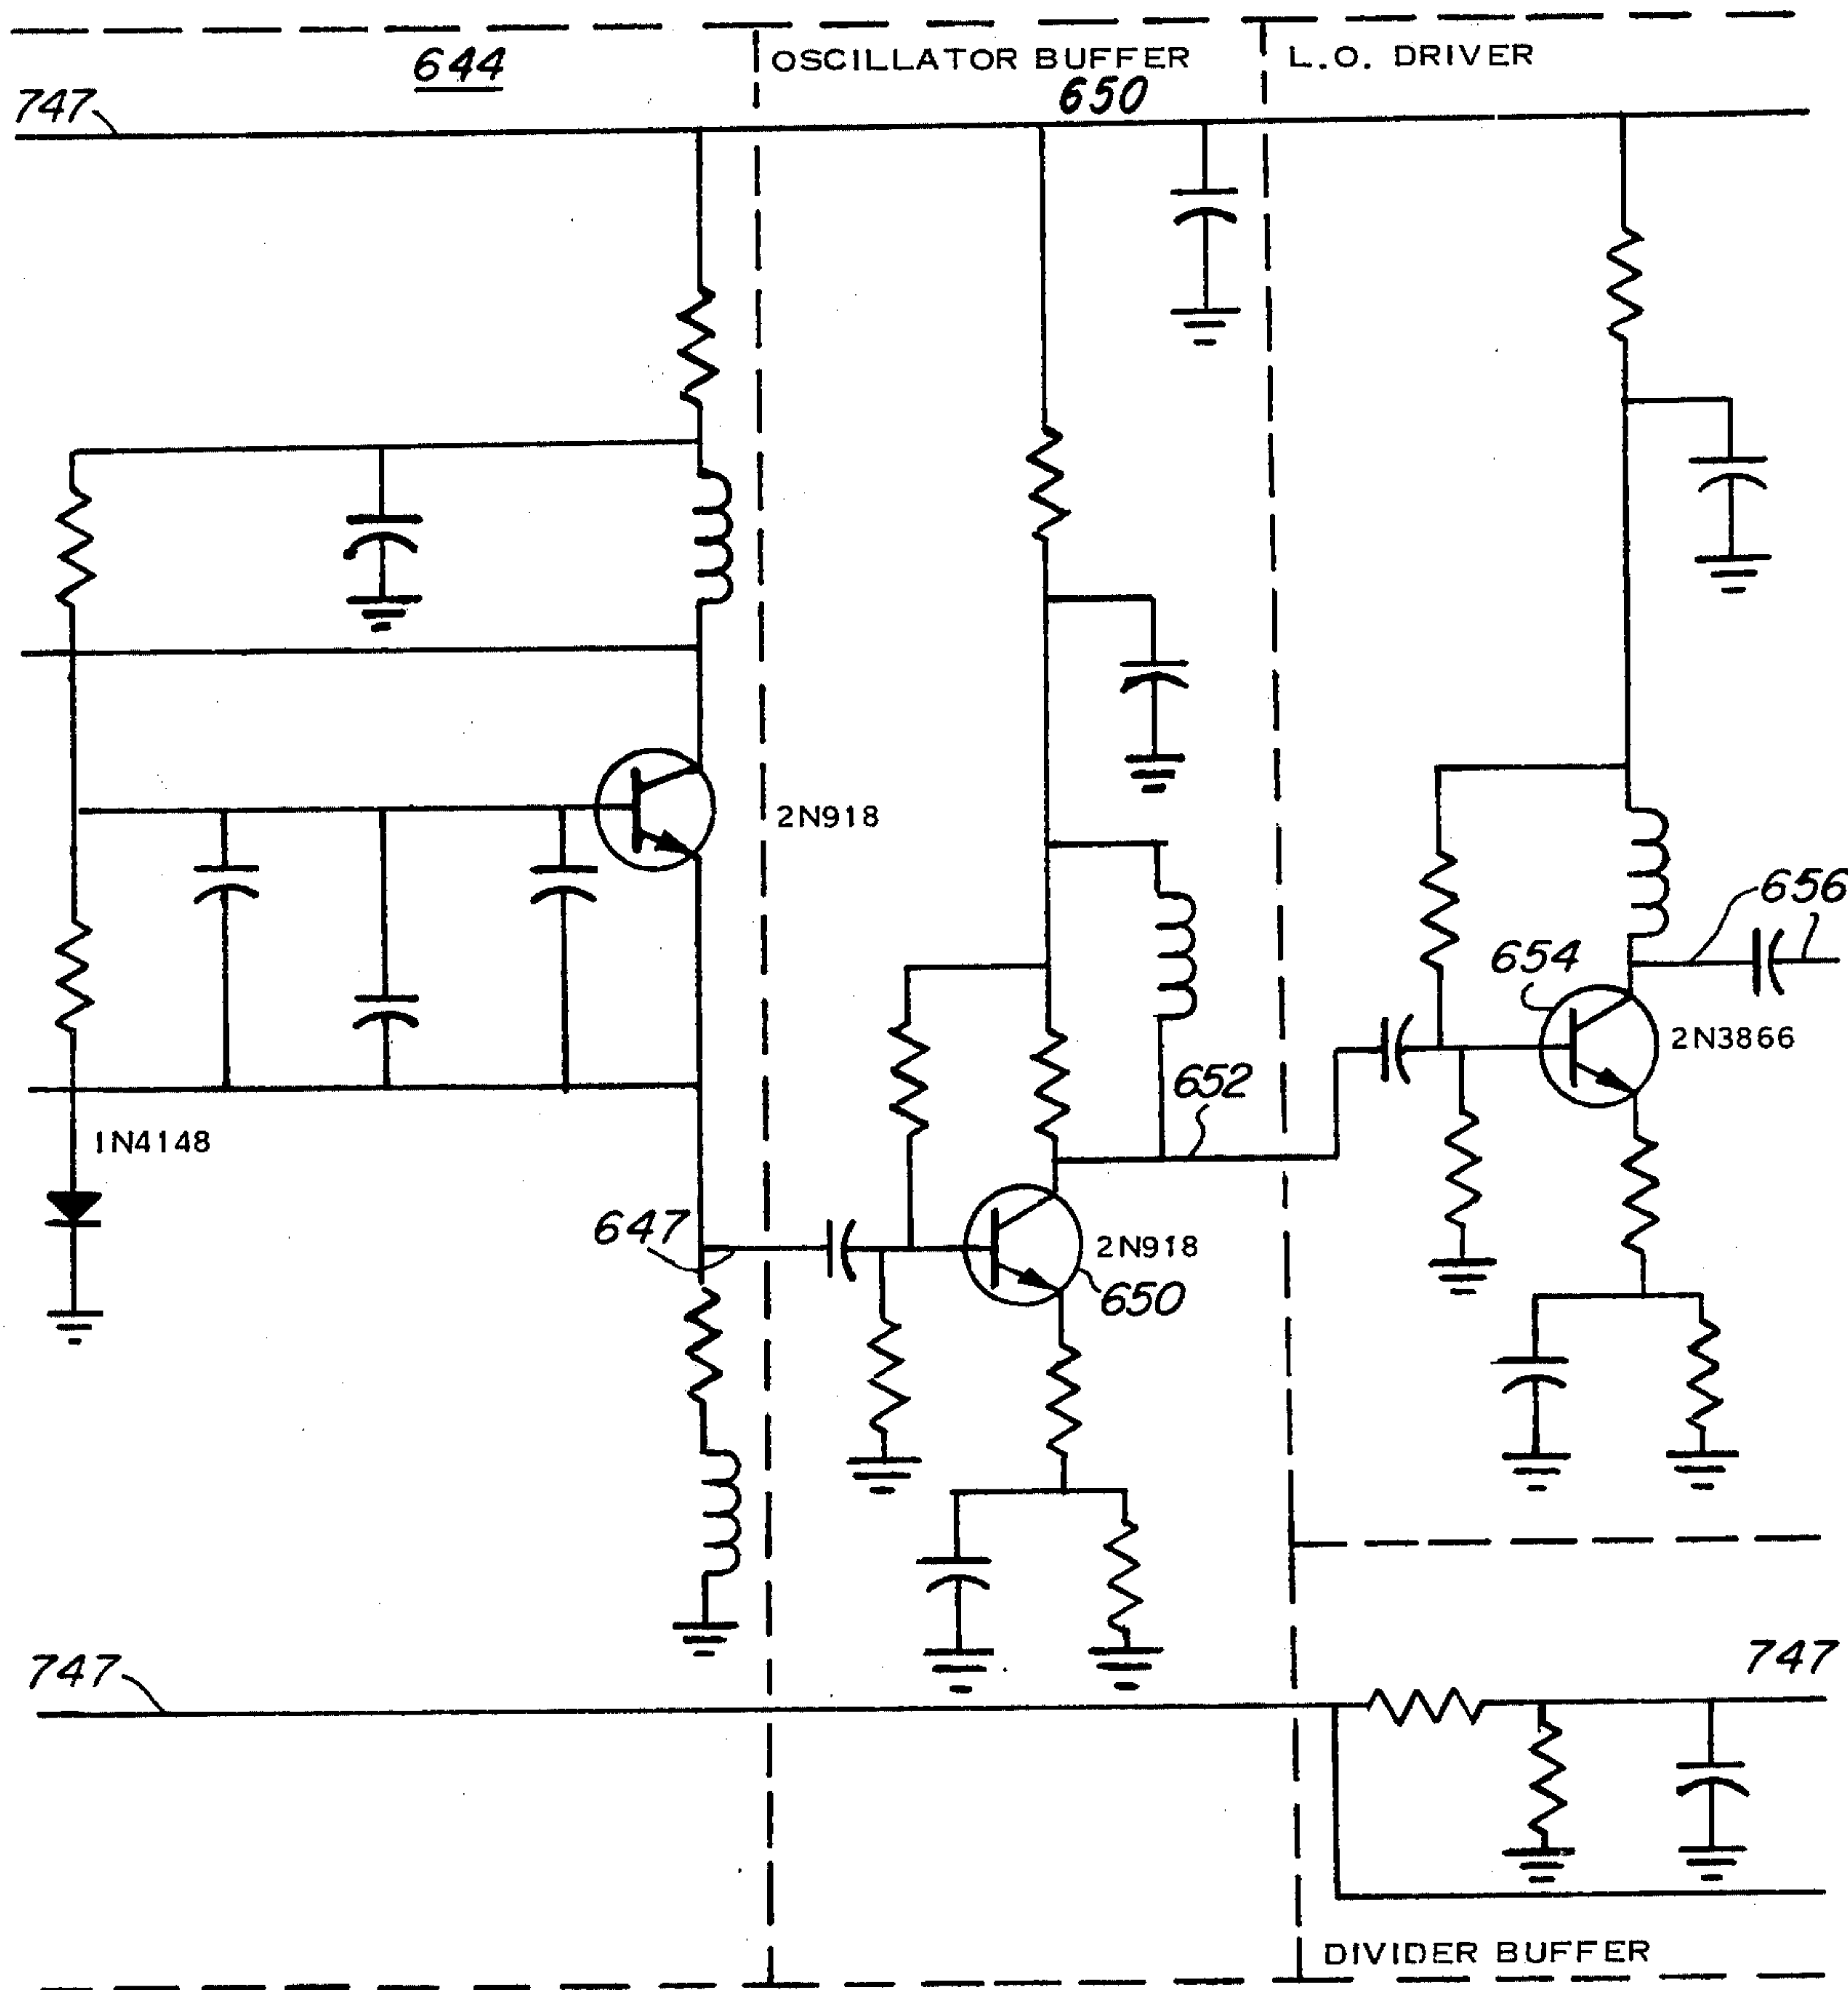 644
OSCILLATOR BUFFER
L.O. DRIVER
747
650
2N918
656
654
2N3866
652
1N4148
647
2N918
650
747
747
DIVIDER BUFFER